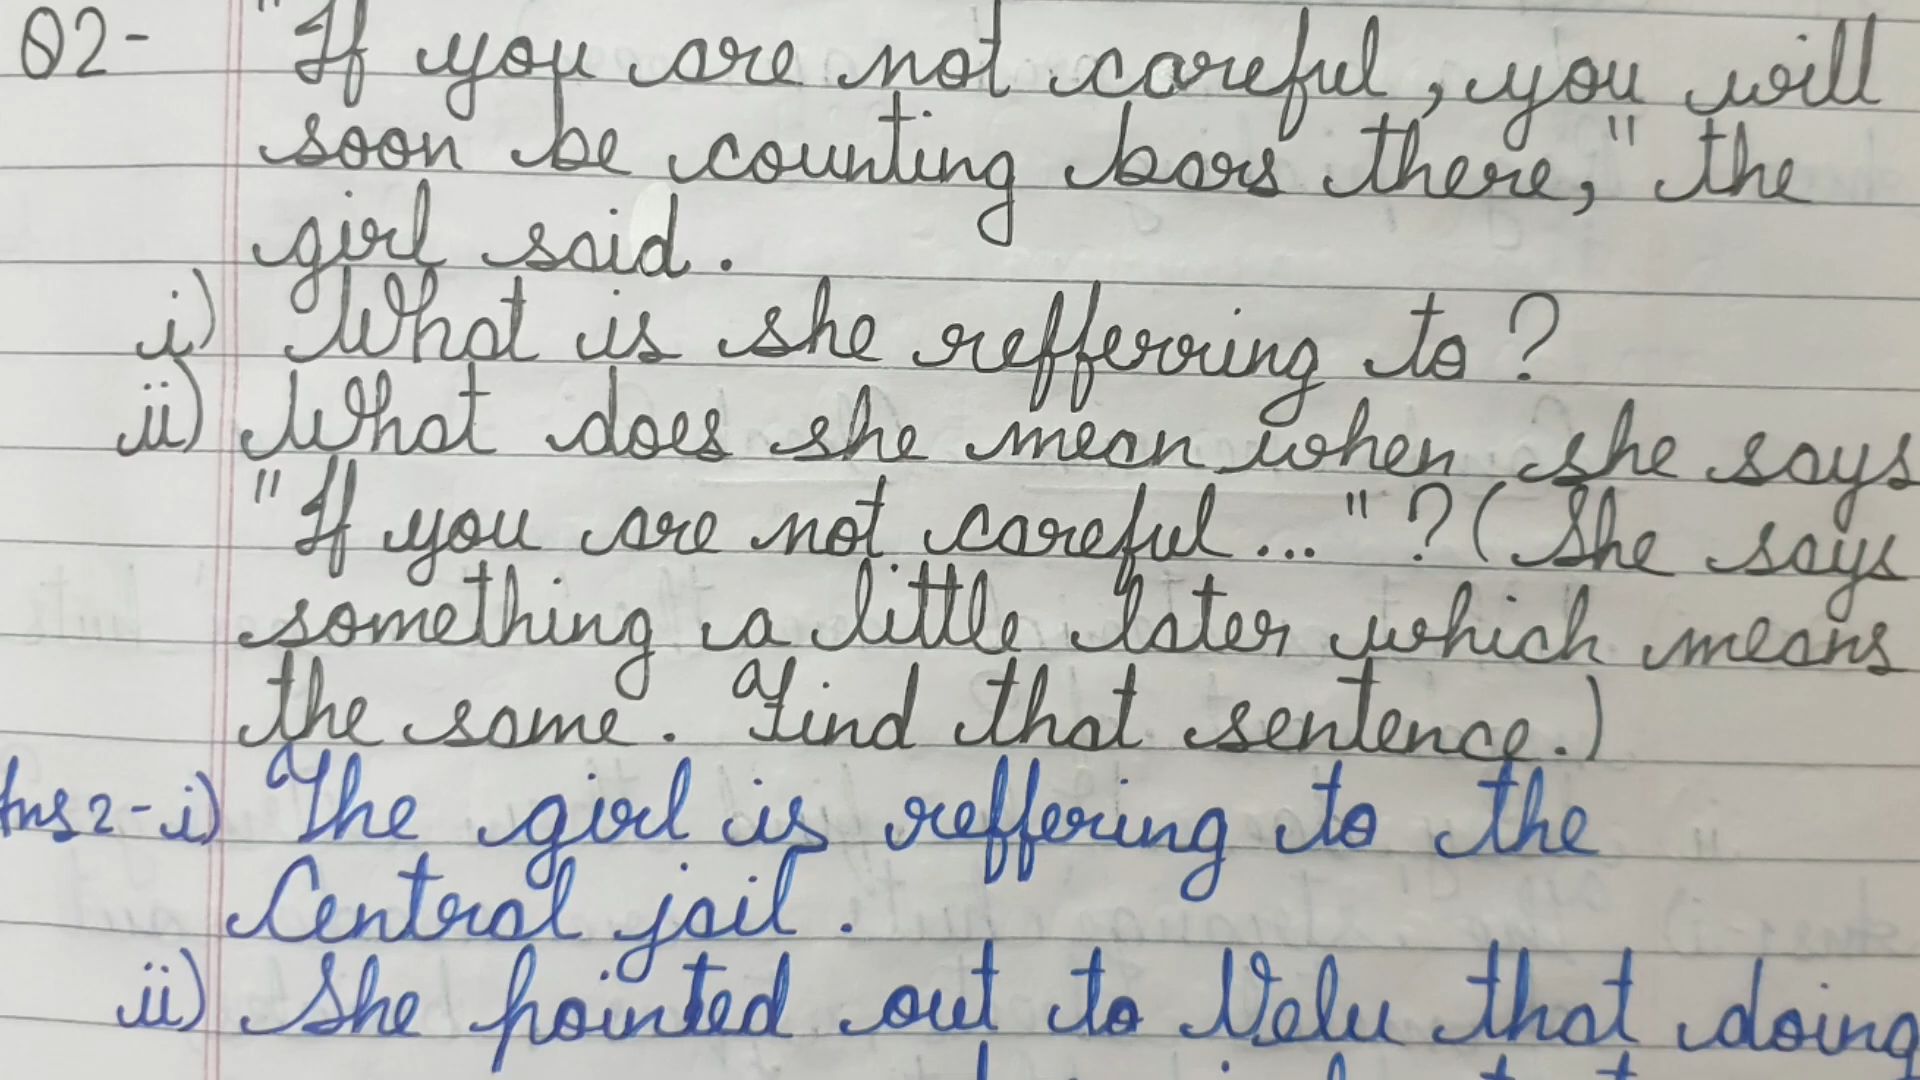 Q2- "If you are not careful, you will
soon be counting bars there," the
girl said.
i) What is she refferring to?
ii) What does she mean when she says
"If you are not careful..."? (She says
something a little later which means
the same. Find that sentence.)
Ans2-i) The girl is reffering to the
Central jail.
ii) She pointed out to Velu that doing